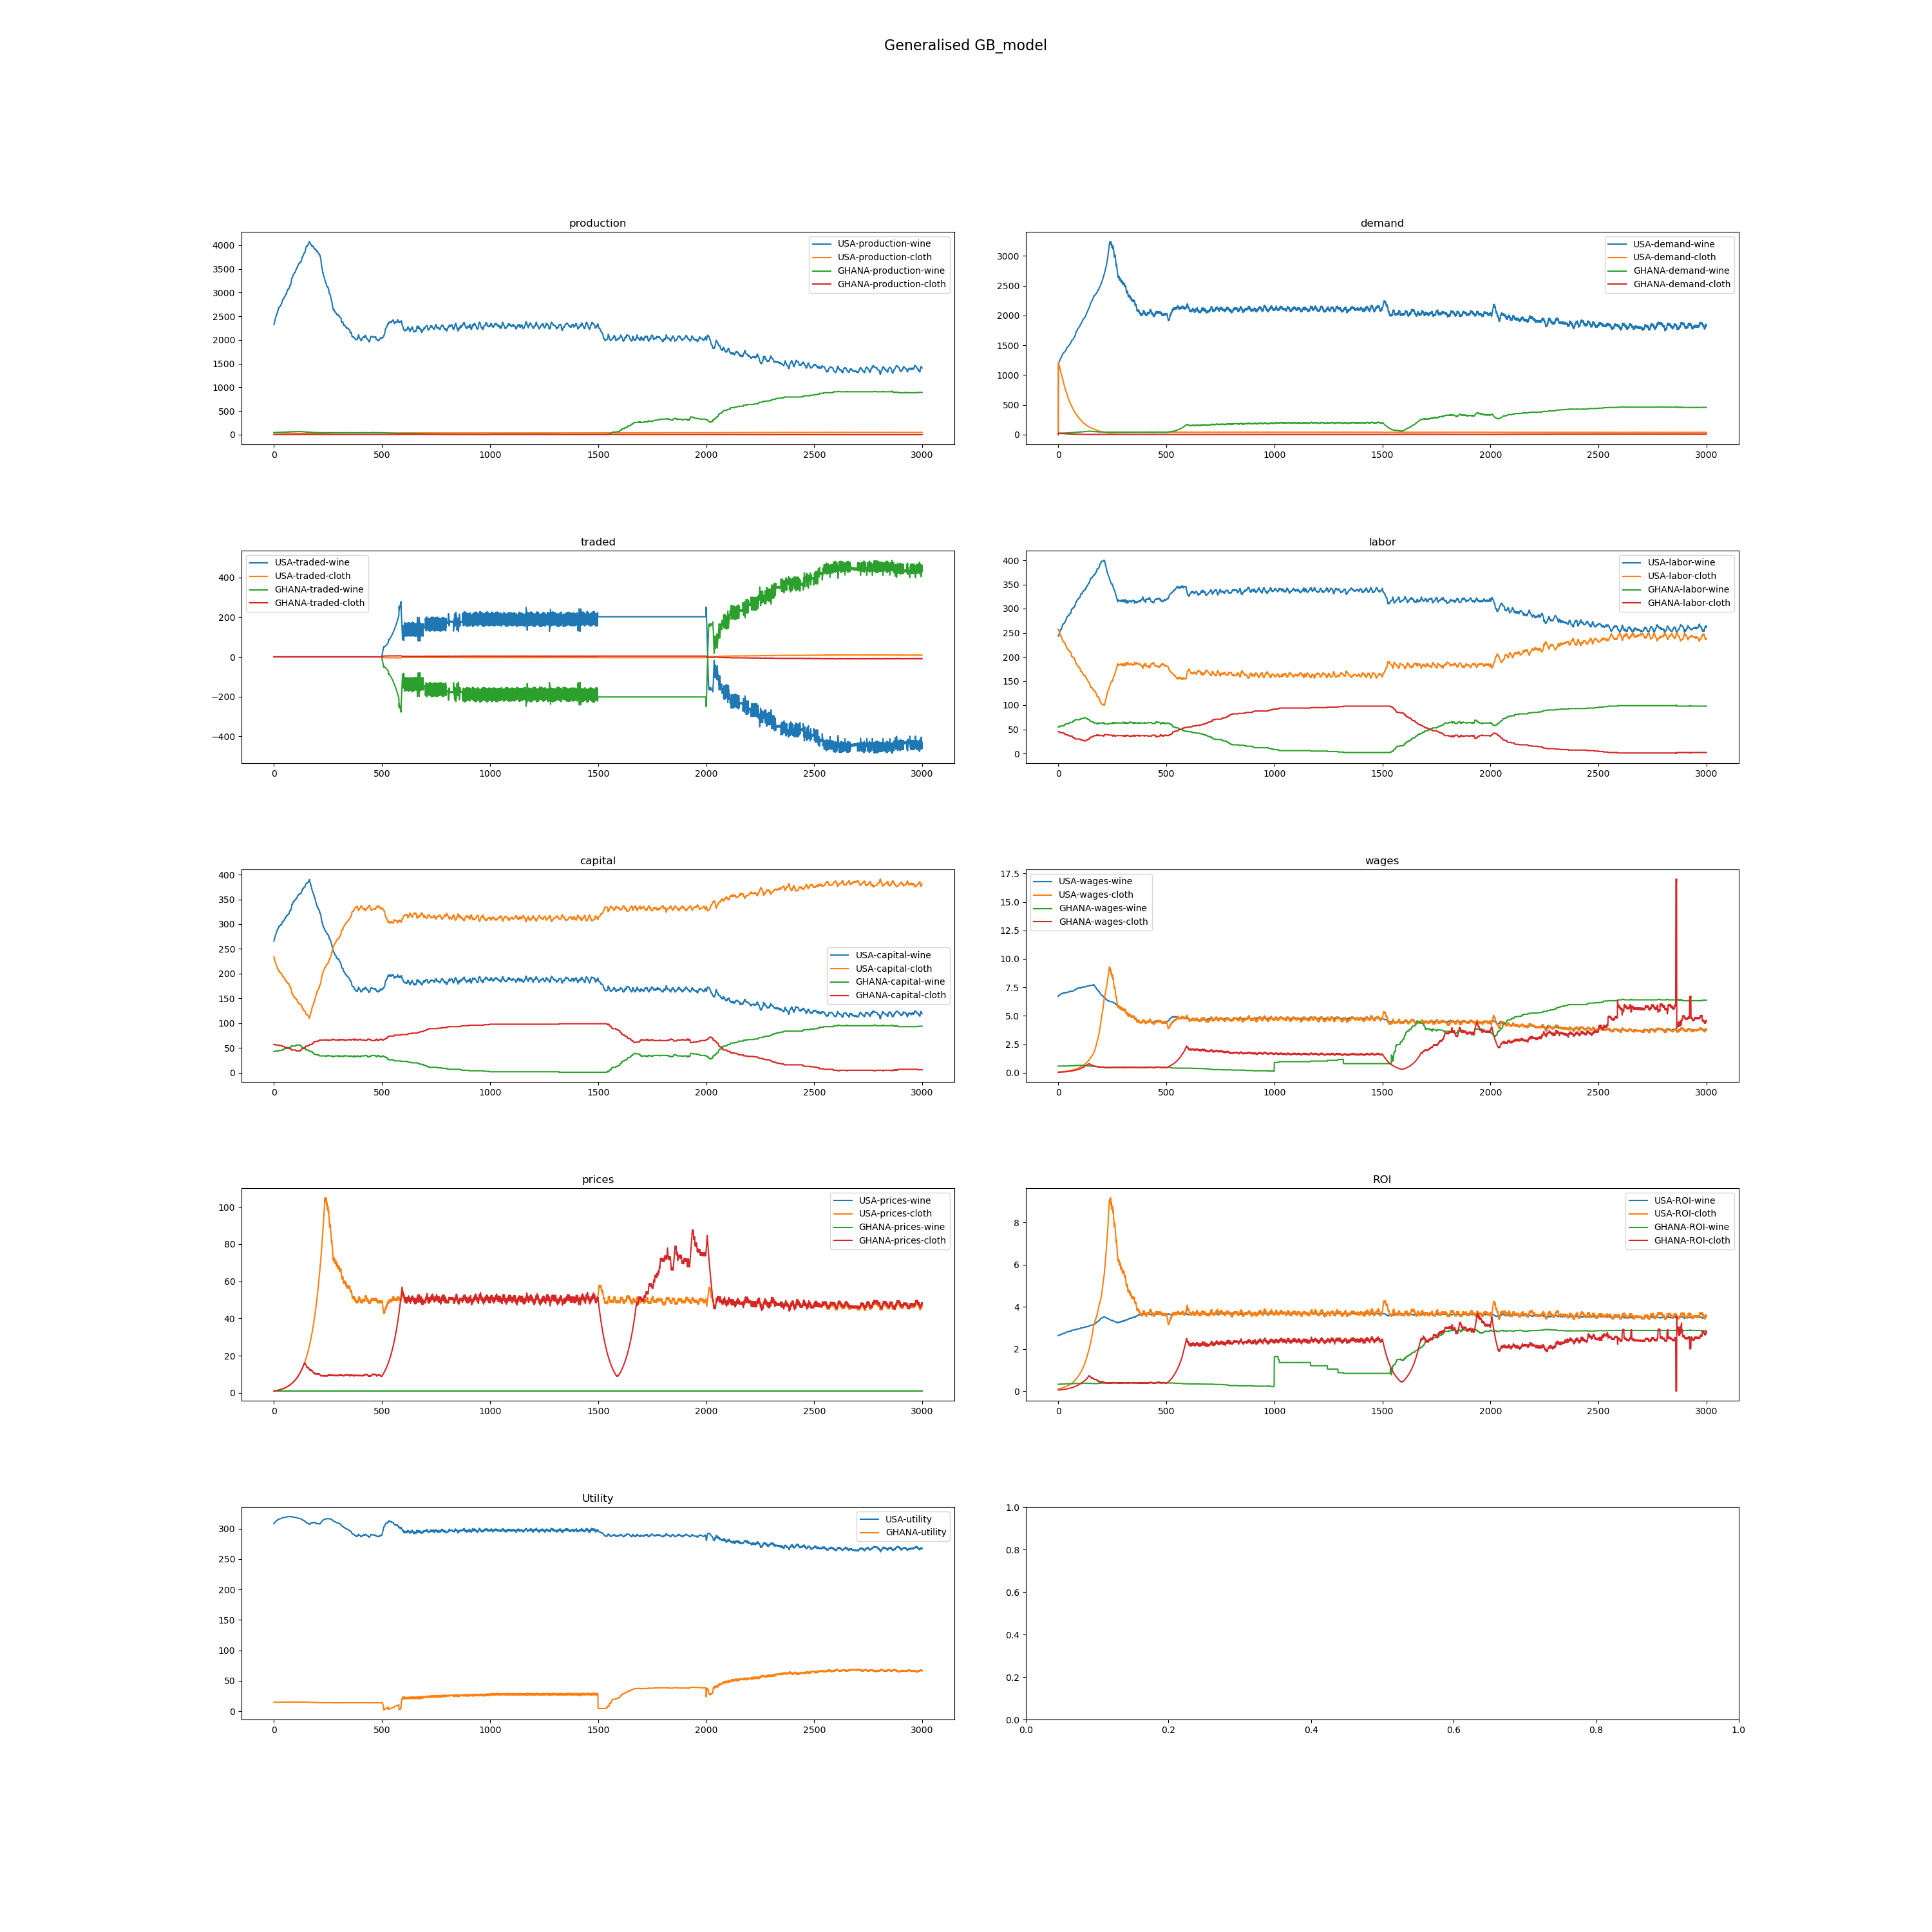 Generalised GB_model
production
4000
3500
3000
2500
2000
1500
1000
500
0
0 500 1000 1500 2000 2500 3000
USA-production-wine
USA-production-cloth
GHANA-production-wine
GHANA-production-cloth
demand
3000
2500
2000
1500
1000
500
0
0 500 1000 1500 2000 2500 3000
USA-demand-wine
USA-demand-cloth
GHANA-demand-wine
GHANA-demand-cloth
traded
400
200
0
−200
−400
0 500 1000 1500 2000 2500 3000
USA-traded-wine
USA-traded-cloth
GHANA-traded-wine
GHANA-traded-cloth
labor
400
350
300
250
200
150
100
50
0
0 500 1000 1500 2000 2500 3000
USA-labor-wine
USA-labor-cloth
GHANA-labor-wine
GHANA-labor-cloth
capital
400
350
300
250
200
150
100
50
0
0 500 1000 1500 2000 2500 3000
USA-capital-wine
USA-capital-cloth
GHANA-capital-wine
GHANA-capital-cloth
wages
17.5
15.0
12.5
10.0
7.5
5.0
2.5
0.0
0 500 1000 1500 2000 2500 3000
USA-wages-wine
USA-wages-cloth
GHANA-wages-wine
GHANA-wages-cloth
prices
100
80
60
40
20
0
0 500 1000 1500 2000 2500 3000
USA-prices-wine
USA-prices-cloth
GHANA-prices-wine
GHANA-prices-cloth
ROI
8
6
4
2
0
0 500 1000 1500 2000 2500 3000
USA-ROI-wine
USA-ROI-cloth
GHANA-ROI-wine
GHANA-ROI-cloth
Utility
300
250
200
150
100
50
0
0 500 1000 1500 2000 2500 3000
USA-utility
GHANA-utility
1.0
0.8
0.6
0.4
0.2
0.0
0.0 0.2 0.4 0.6 0.8 1.0